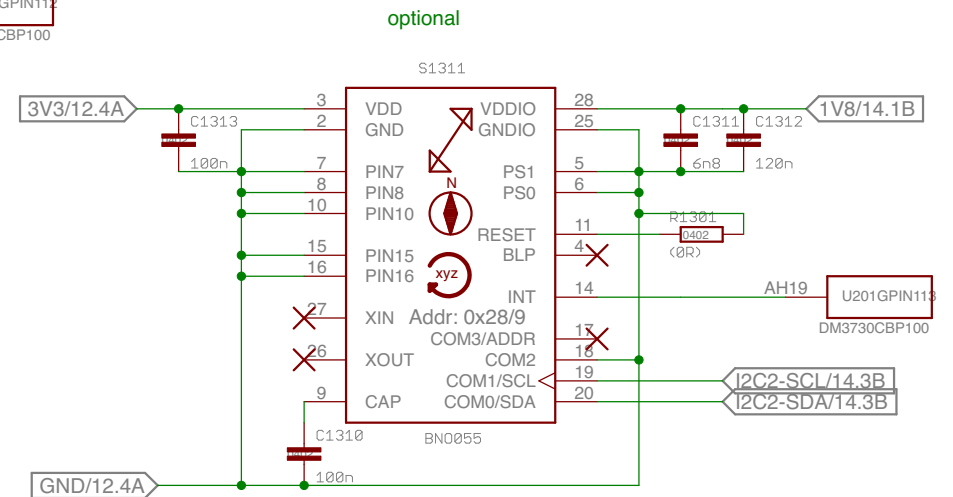 GPIN112
CBP100
optional
S1311
3V3/12.4A
3
VDD
VDDIO
28
1V8/14.1B
C1313
2
GND
GNDIO
25
C1311
C1312
0402
100n
7
PIN7
PS1
5
6n8
120n
8
PIN8
PS0
6
N
10
PIN10
R1301
RESET
11
0402
(0R)
15
PIN15
BLP
4
16
PIN16
xyz
INT
14
AH19
U201GPIN113
DM3730CBP100
27
XIN
Addr: 0x28/9
17
COM3/ADDR
26
XOUT
COM2
18
COM1/SCL
19
I2C2-SCL/14.3B
9
CAP
COM0/SDA
20
I2C2-SDA/14.3B
C1310
BNO055
0402
100n
GND/12.4A